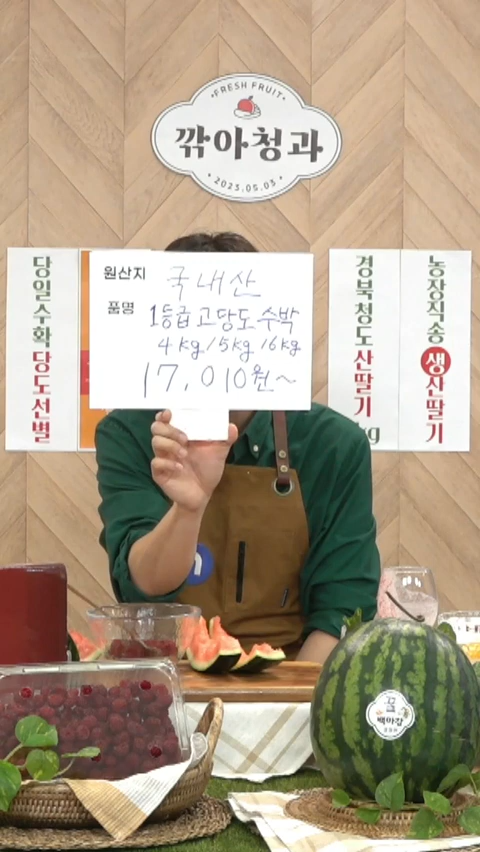 FRESH FRUIT
깎아청과
2023.05.03
당일수확 당도선별
원산지 국내산
품명 1등급 고당도 수박
4kg/5kg/6kg
17,010원~
경북청도 산딸기
kg
농장직송 생산딸기
백아강